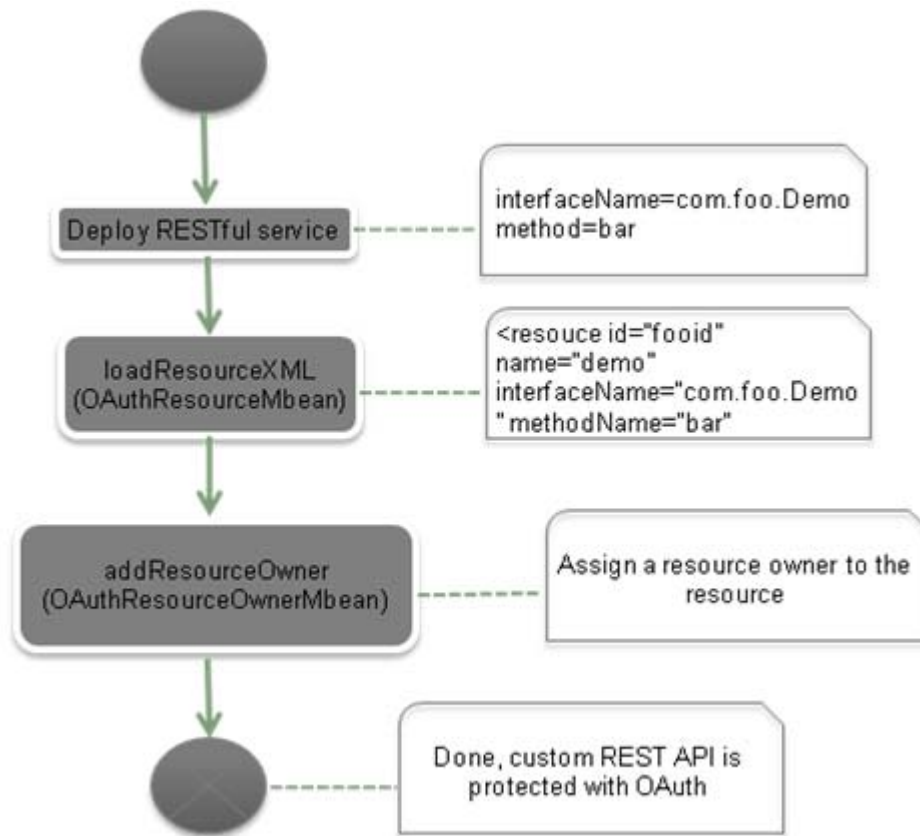 Deploy RESTful service
interfaceName=com.foo.Demo
method=bar
loadResourceXML
(OAuthResourceMbean)
<resouce id="fooid"
name="demo"
interfaceName="com.foo.Demo
"methodName="bar"
addResourceOwner
(OAuthResourceOwnerMbean)
Assign a resource owner to the
resource
Done, custom REST API is
protected with OAuth